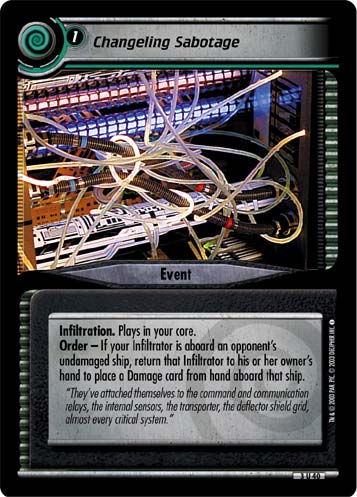 1
Changeling Sabotage
Event
Infiltration. Plays in your core.
Order – If your Infiltrator is aboard an opponent's
undamaged ship, return that Infiltrator to his or her owner's
hand to place a Damage card from hand aboard that ship.
"They've attached themselves to the command and communication
relays, the internal sensors, the transporter, the deflector shield grid,
almost every critical system."
TM & © 2003 PAR. PIC. © 2003 DECIPHER INC.
3 U 40